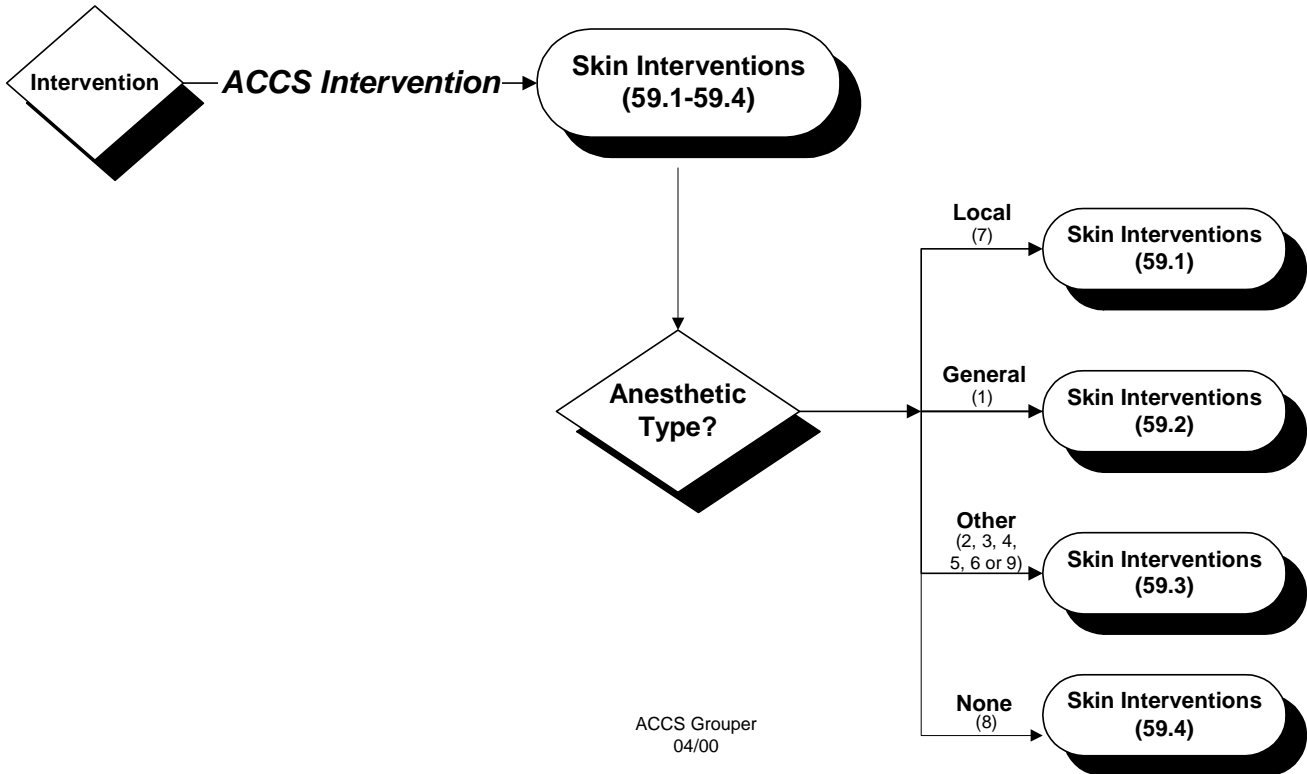 Intervention
ACCS Intervention
Skin Interventions
(59.1-59.4)
Anesthetic
Type?
Local
(7)
Skin Interventions
(59.1)
General
(1)
Skin Interventions
(59.2)
Other
(2, 3, 4,
5, 6 or 9)
Skin Interventions
(59.3)
None
(8)
Skin Interventions
(59.4)
ACCS Grouper
04/00